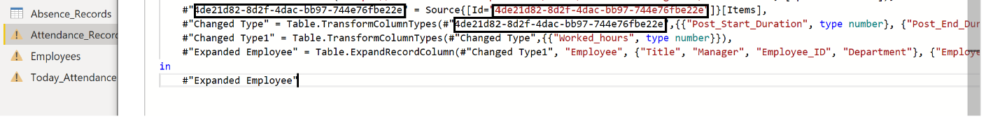 Absence_Records
Attendance_Recor
Employees
Today_Attendance
#"4de21d82-8d2f-4dac-bb97-744e76fbe22e" = Source{[Id="4de21d82-8d2f-4dac-bb97-744e76fbe22e"]}[Items],
#"Changed Type" = Table.TransformColumnTypes(#"4de21d82-8d2f-4dac-bb97-744e76fbe22e",{{"Post_Start_Duration", type number}, {"Post_End_Dur
#"Changed Type1" = Table.TransformColumnTypes(#"Changed Type",{{"Worked_hours", type number}}),
#"Expanded Employee" = Table.ExpandRecordColumn(#"Changed Type1", "Employee", {"Title", "Manager", "Employee_ID", "Department"}, {"Employe
in
#"Expanded Employee"